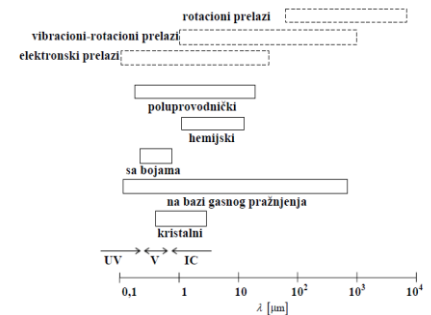 rotacioni prelazi
vibracioni-rotacioni prelazi
elektronski prelazi
poluprovodnički
hemijski
sa bojama
na bazi gasnog pražnjenja
kristalni
UV V IC
0,1 1 10 10² 10³ 10⁴
λ [μm]